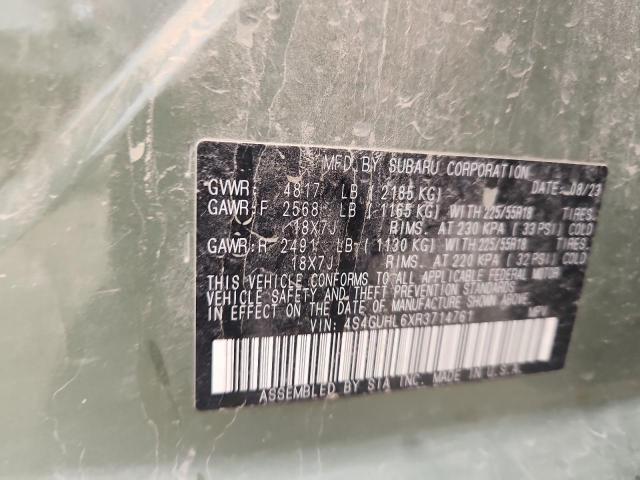 MFD.BY SUBARU CORPORATION
DATE- 08/23
GVWR: 4817 LB (2185 KG)
GAWR:F 2568 LB (1165 KG) WITH 225/55R18 TIRES.
18X7J RIMS. AT 230 KPA (33 PSI) COLD
GAWR:R 2491 LB (1130 KG) WITH 225/55R18 TIRES.
18X7J RIMS. AT 220 KPA (32 PSI) COLD
THIS VEHICLE CONFORMS TO ALL APPLICABLE FEDERAL MOTOR
VEHICLE SAFETY AND THEFT PREVENTION STANDARDS
IN EFFECT ON THE DATE OF MANUFACTURE SHOWN ABOVE.
VIN: 4S4GUHL6XR3714761 MPV
ASSEMBLED BY SIA INC. MADE IN U.S.A.